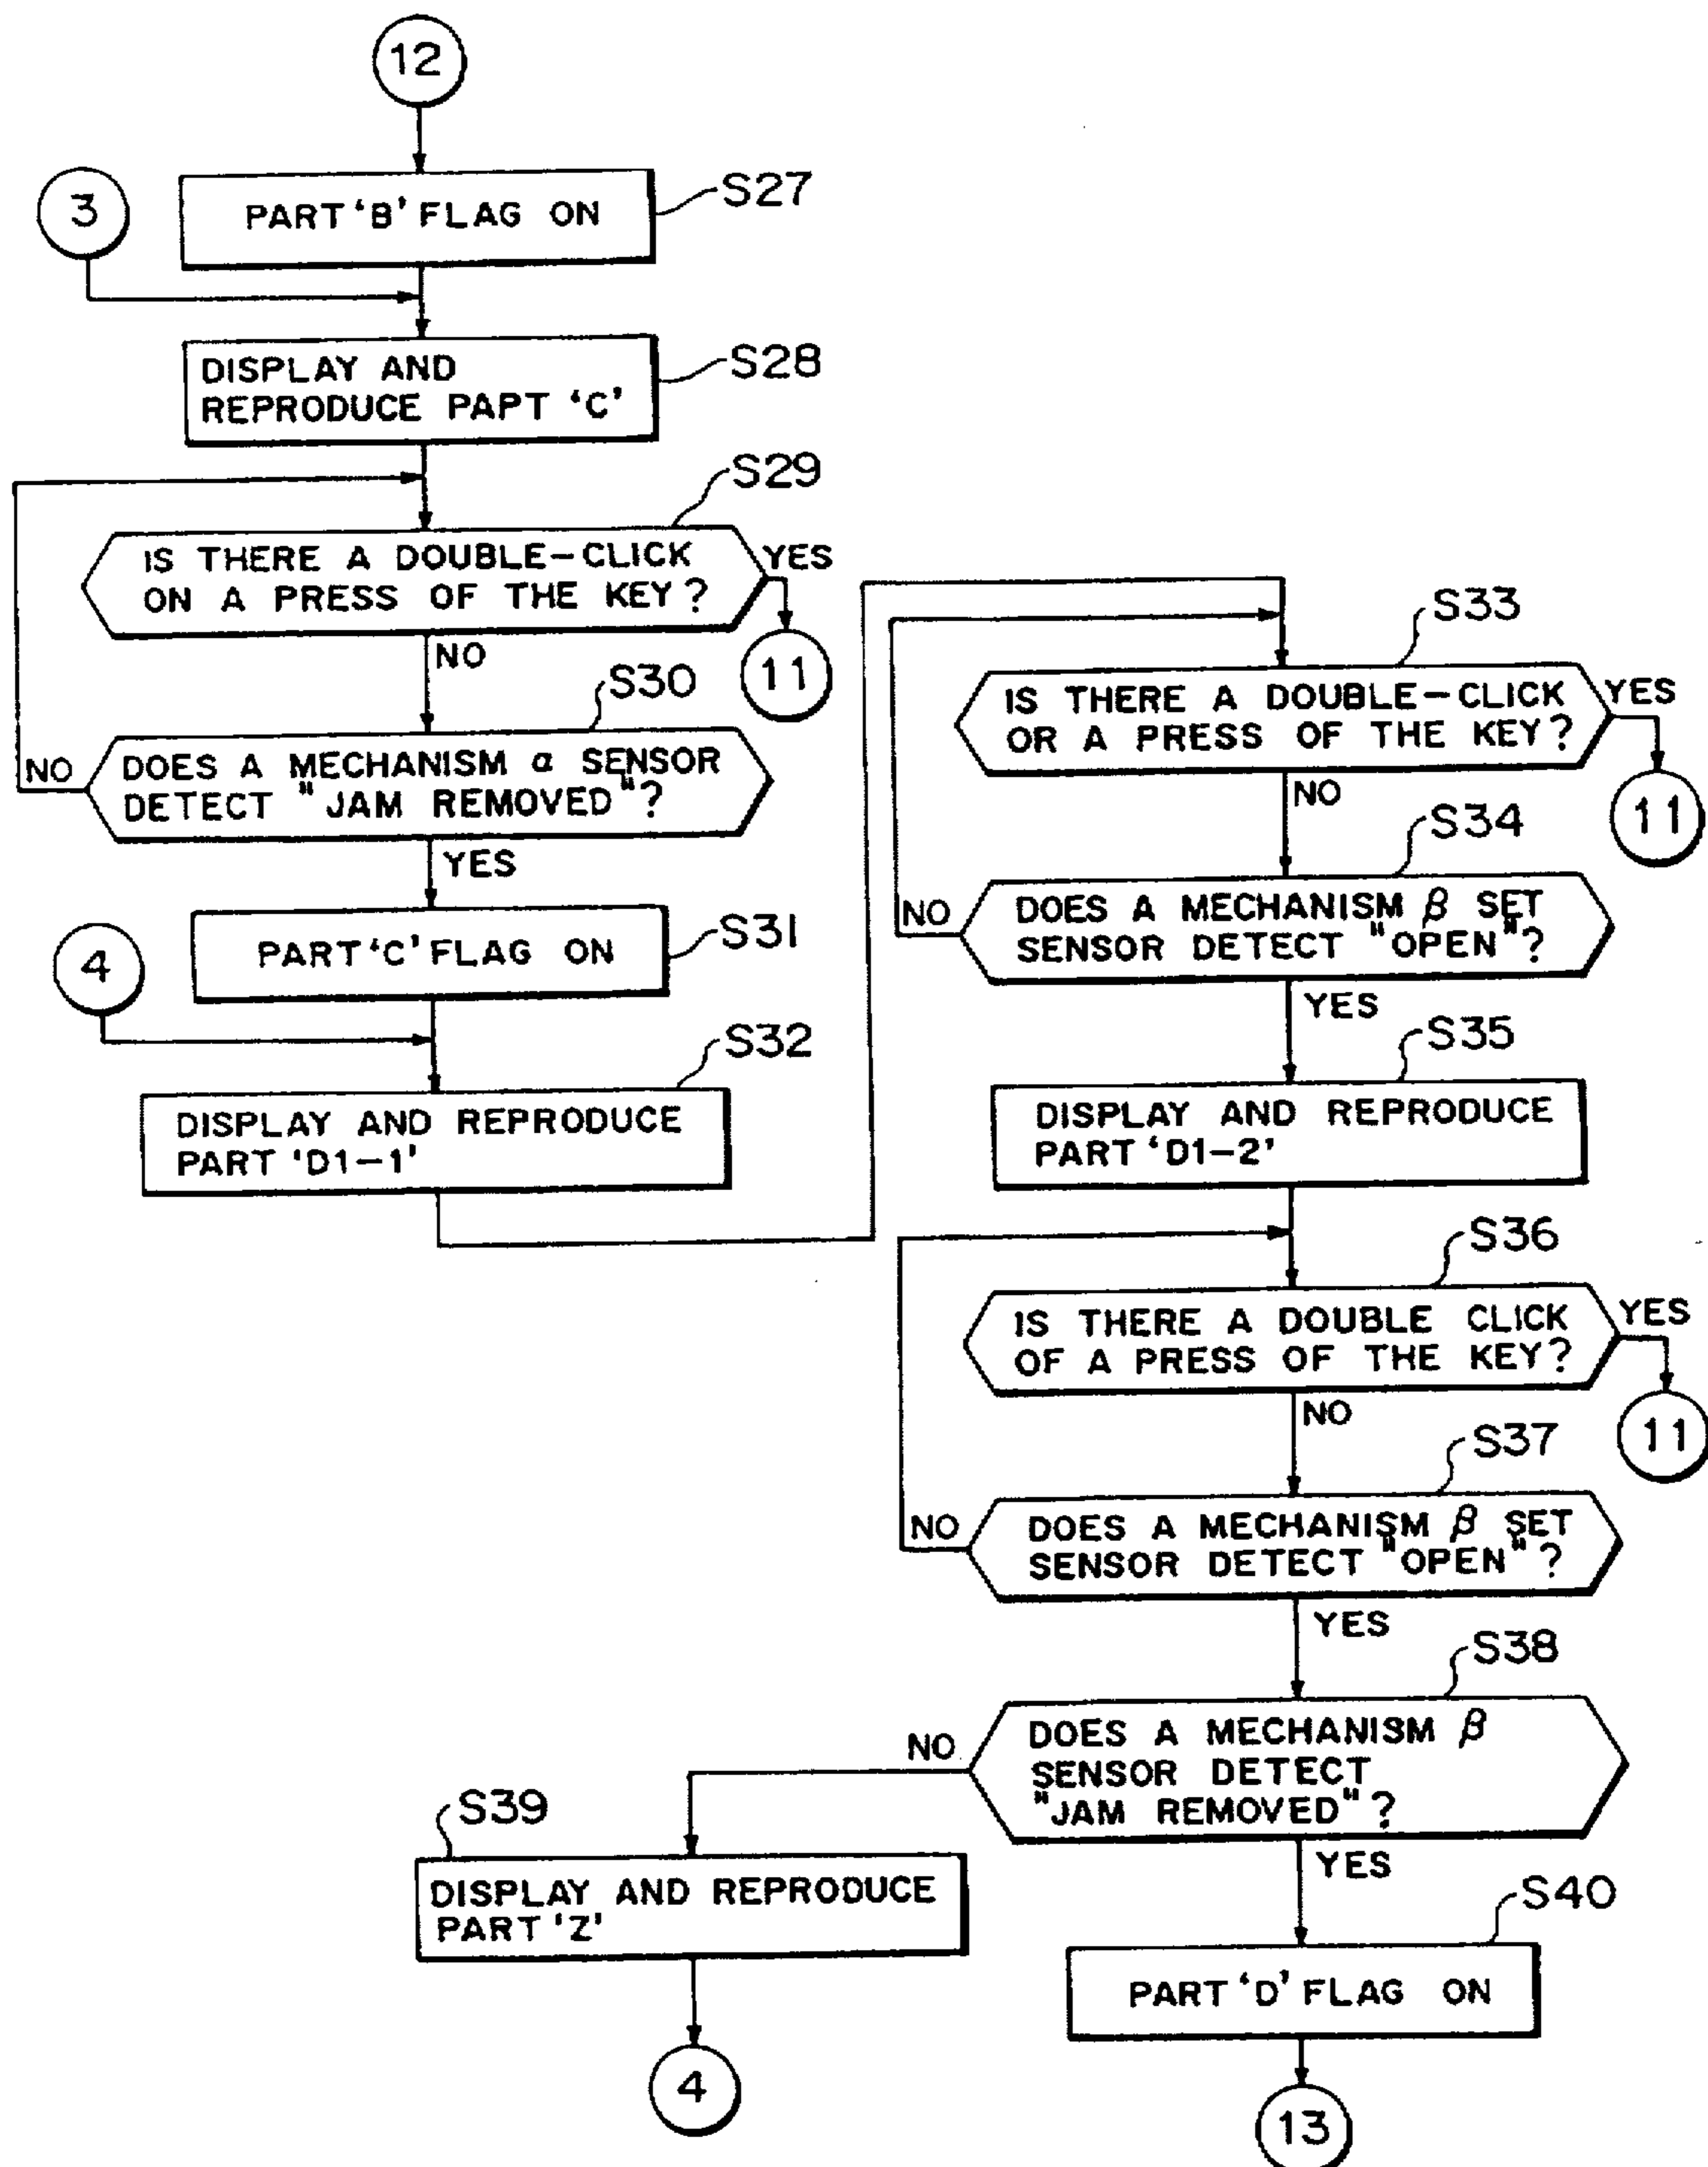 12
3
PART 'B' FLAG ON
S27
DISPLAY AND
REPRODUCE PAPT 'C'
S28
S29
IS THERE A DOUBLE-CLICK
ON A PRESS OF THE KEY?
YES
11
NO
S30
DOES A MECHANISM α SENSOR
DETECT "JAM REMOVED"?
NO
YES
PART 'C' FLAG ON
S31
4
S32
DISPLAY AND REPRODUCE
PART 'D1-1'
S33
IS THERE A DOUBLE-CLICK
OR A PRESS OF THE KEY?
YES
11
NO
S34
DOES A MECHANISM β SET
SENSOR DETECT "OPEN"?
NO
YES
S35
DISPLAY AND REPRODUCE
PART 'D1-2'
S36
IS THERE A DOUBLE CLICK
OF A PRESS OF THE KEY?
YES
11
NO
S37
DOES A MECHANISM β SET
SENSOR DETECT "OPEN"?
NO
YES
S38
DOES A MECHANISM β
SENSOR DETECT
"JAM REMOVED"?
NO
YES
S39
DISPLAY AND REPRODUCE
PART 'Z'
4
S40
PART 'D' FLAG ON
13